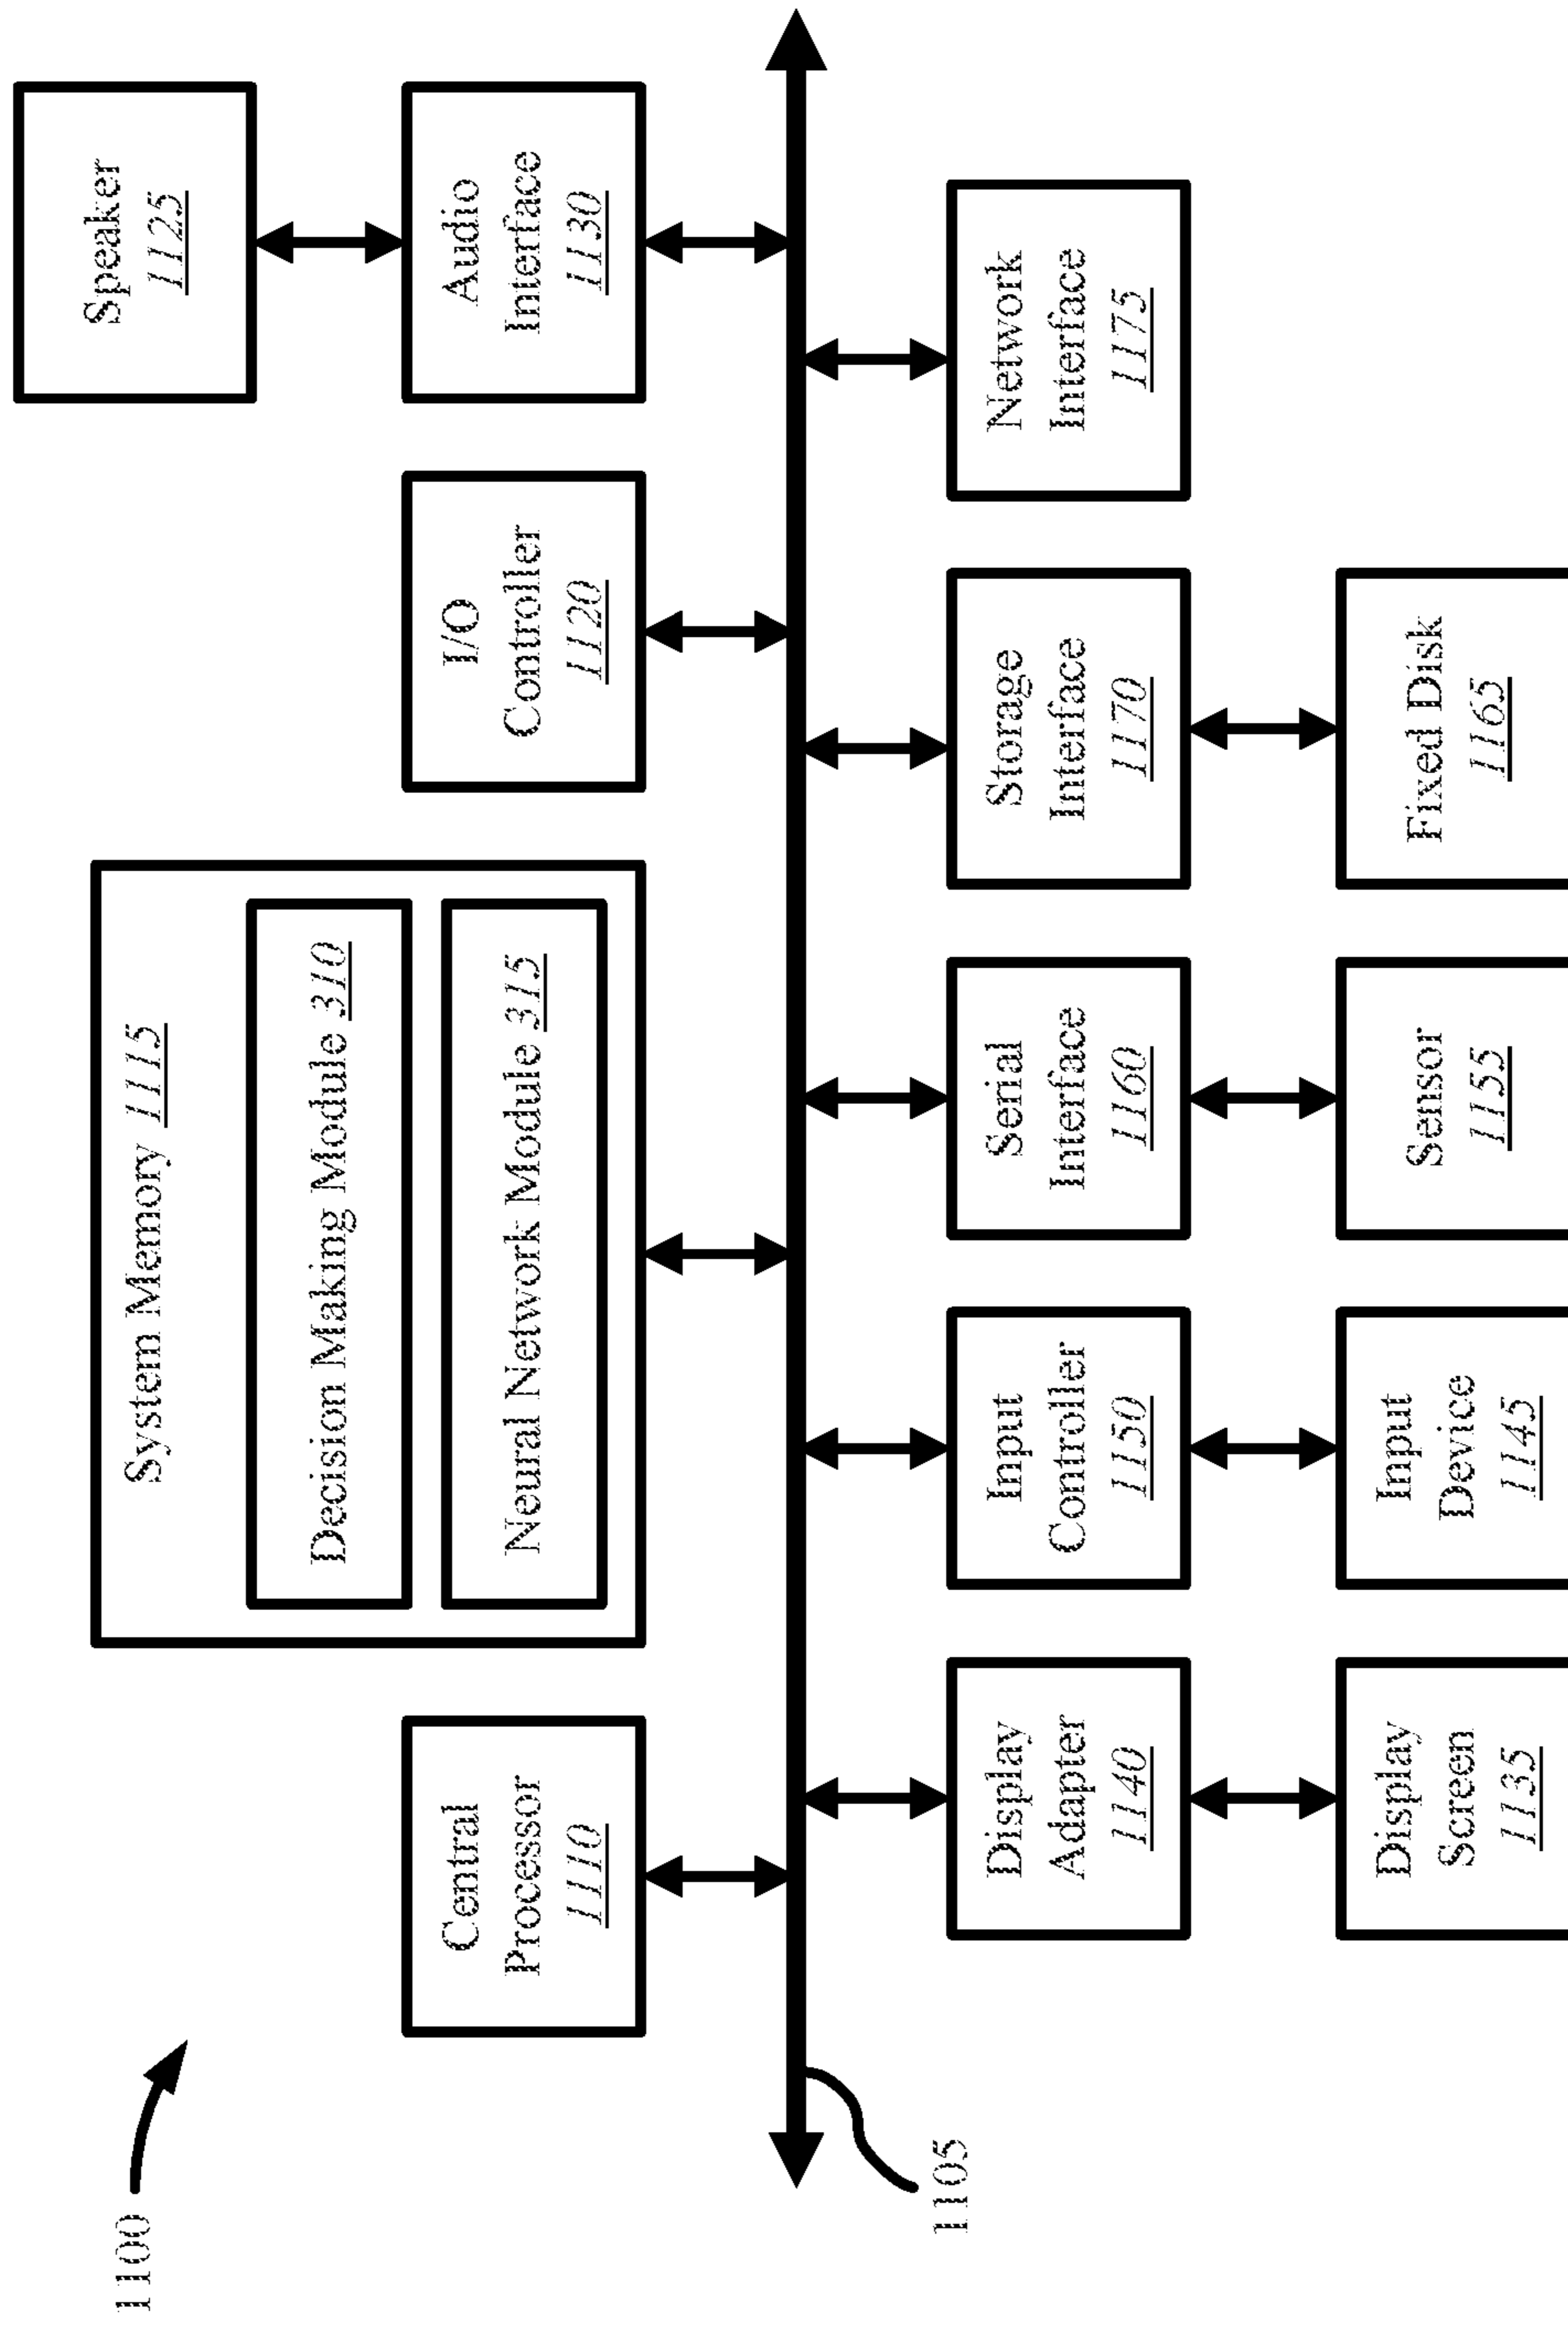 1100
Speaker
1125
System Memory 1115
Decision Making Module 310
Neural Network Module 315
Central
Processor
1110
I/O
Controller
1120
Audio
Interface
1130
1105
Display
Adapter
1140
Input
Controller
1150
Serial
Interface
1160
Storage
Interface
1170
Network
Interface
1175
Display
Screen
1135
Input
Device
1145
Sensor
1155
Fixed Disk
1165